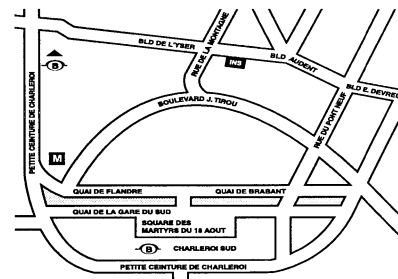 BLD DE L'YSER
RUE DE LA MONTAGNE
INS
BLD AUDENT
BLD E. DEVREU
B
PETITE CEINTURE DE CHARLEROI
BOULEVARD J. TIROU
RUE DU PONT NEUF
M
QUAI DE FLANDRE
QUAI DE BRABANT
QUAI DE LA GARE DU SUD
SQUARE DES
MARTYRS DU 18 AOUT
B
CHARLEROI SUD
PETITE CEINTURE DE CHARLEROI